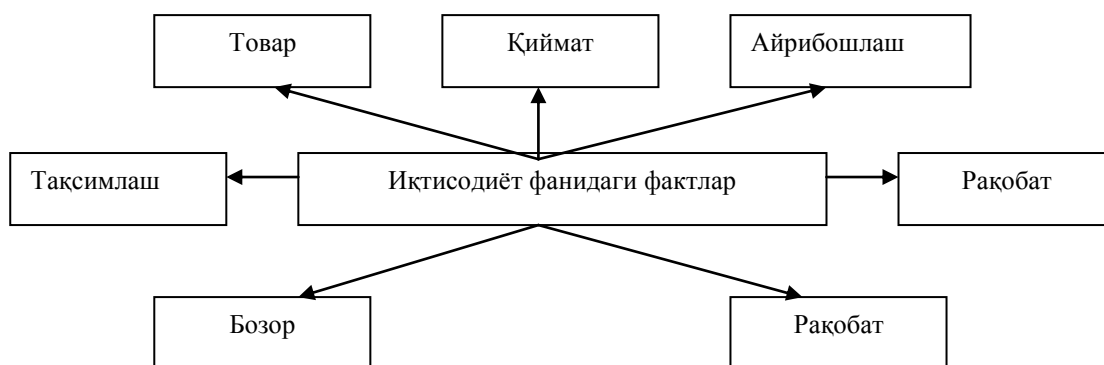 Товар
Қиймат
Айрибошлаш
Тақсимлаш
Иқтисодиёт фанидаги фактлар
Рақобат
Бозор
Рақобат